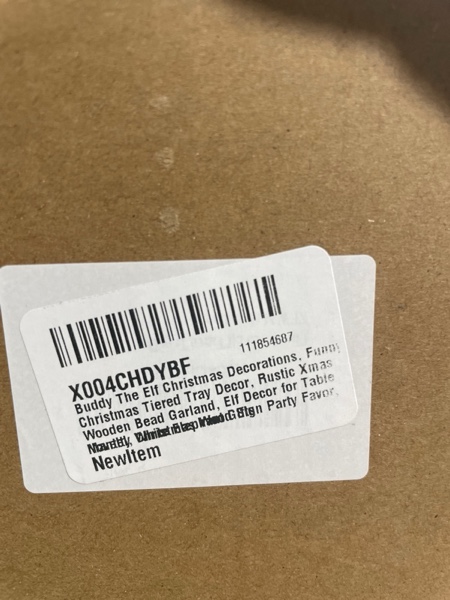 111854687
X004CHDYBF
Buddy The Elf Christmas Decorations, Funny
Christmas Tiered Tray Decor, Rustic Xmas
Wooden Bead Garland, Elf Decor for Table
Sign Party Favor,
NewItem